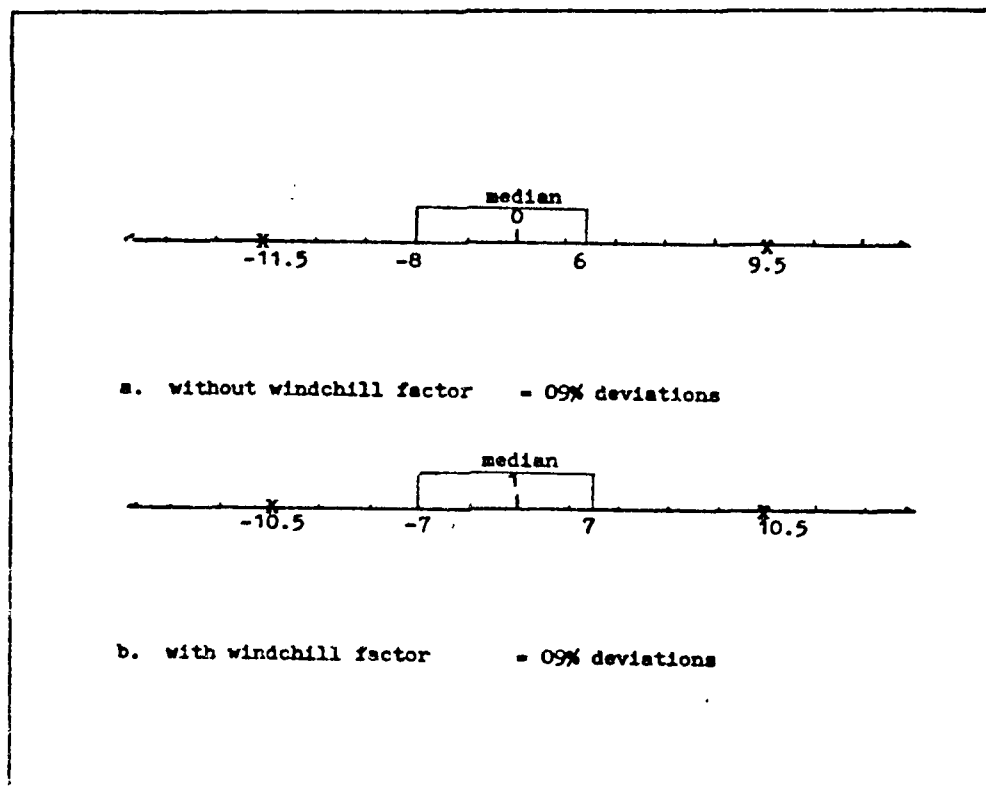 median
0
-11.5 -8 6 9.5
a. without windchill factor = 09% deviations
median
1
-10.5 -7 7 10.5
b. with windchill factor = 09% deviations